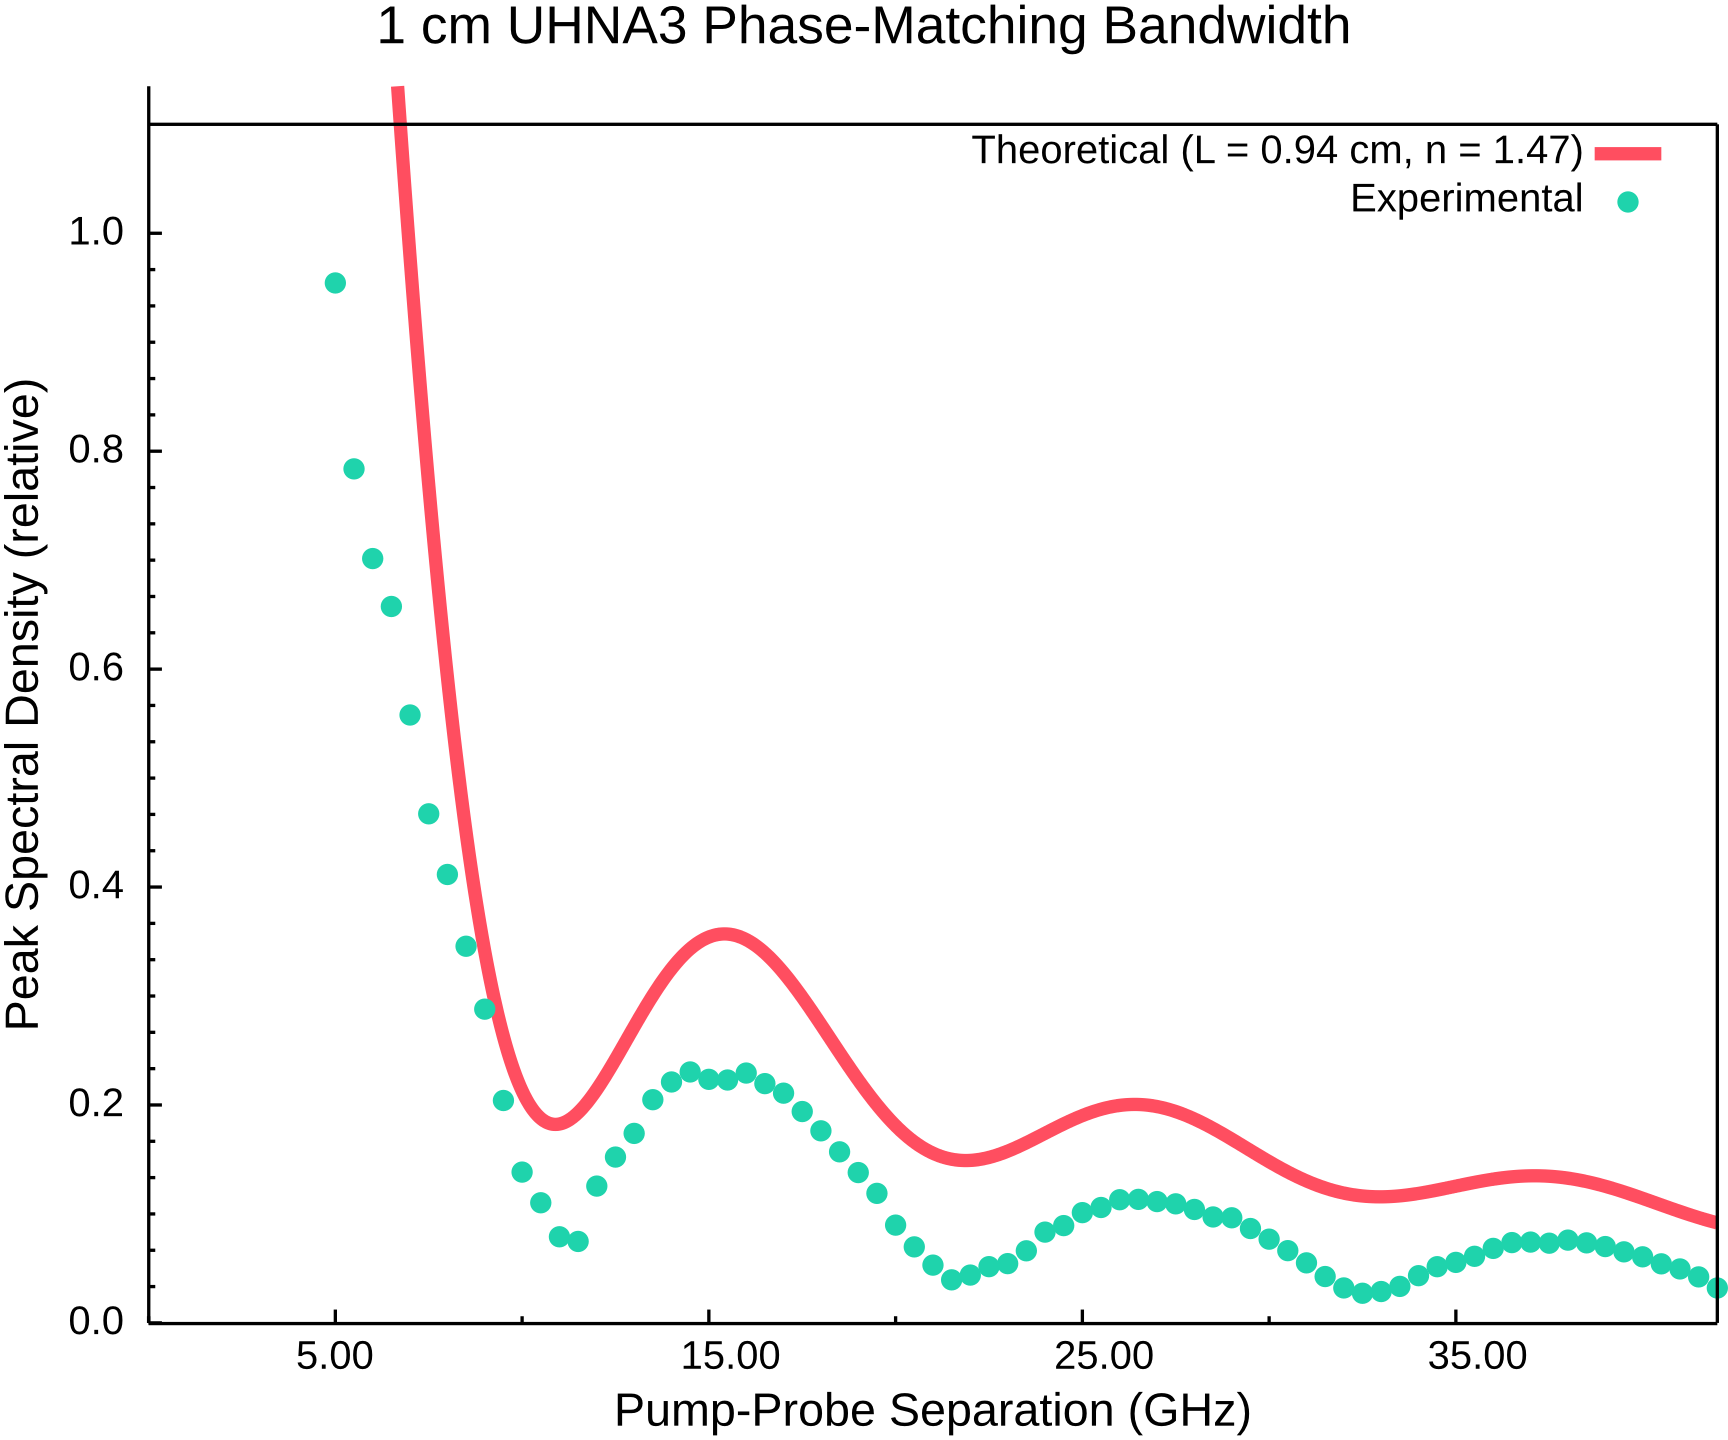 1 cm UHNA3 Phase-Matching Bandwidth
Theoretical (L = 0.94 cm, n = 1.47)
Experimental
Peak Spectral Density (relative)
1.0
0.8
0.6
0.4
0.2
0.0
5.00 15.00 25.00 35.00
Pump-Probe Separation (GHz)